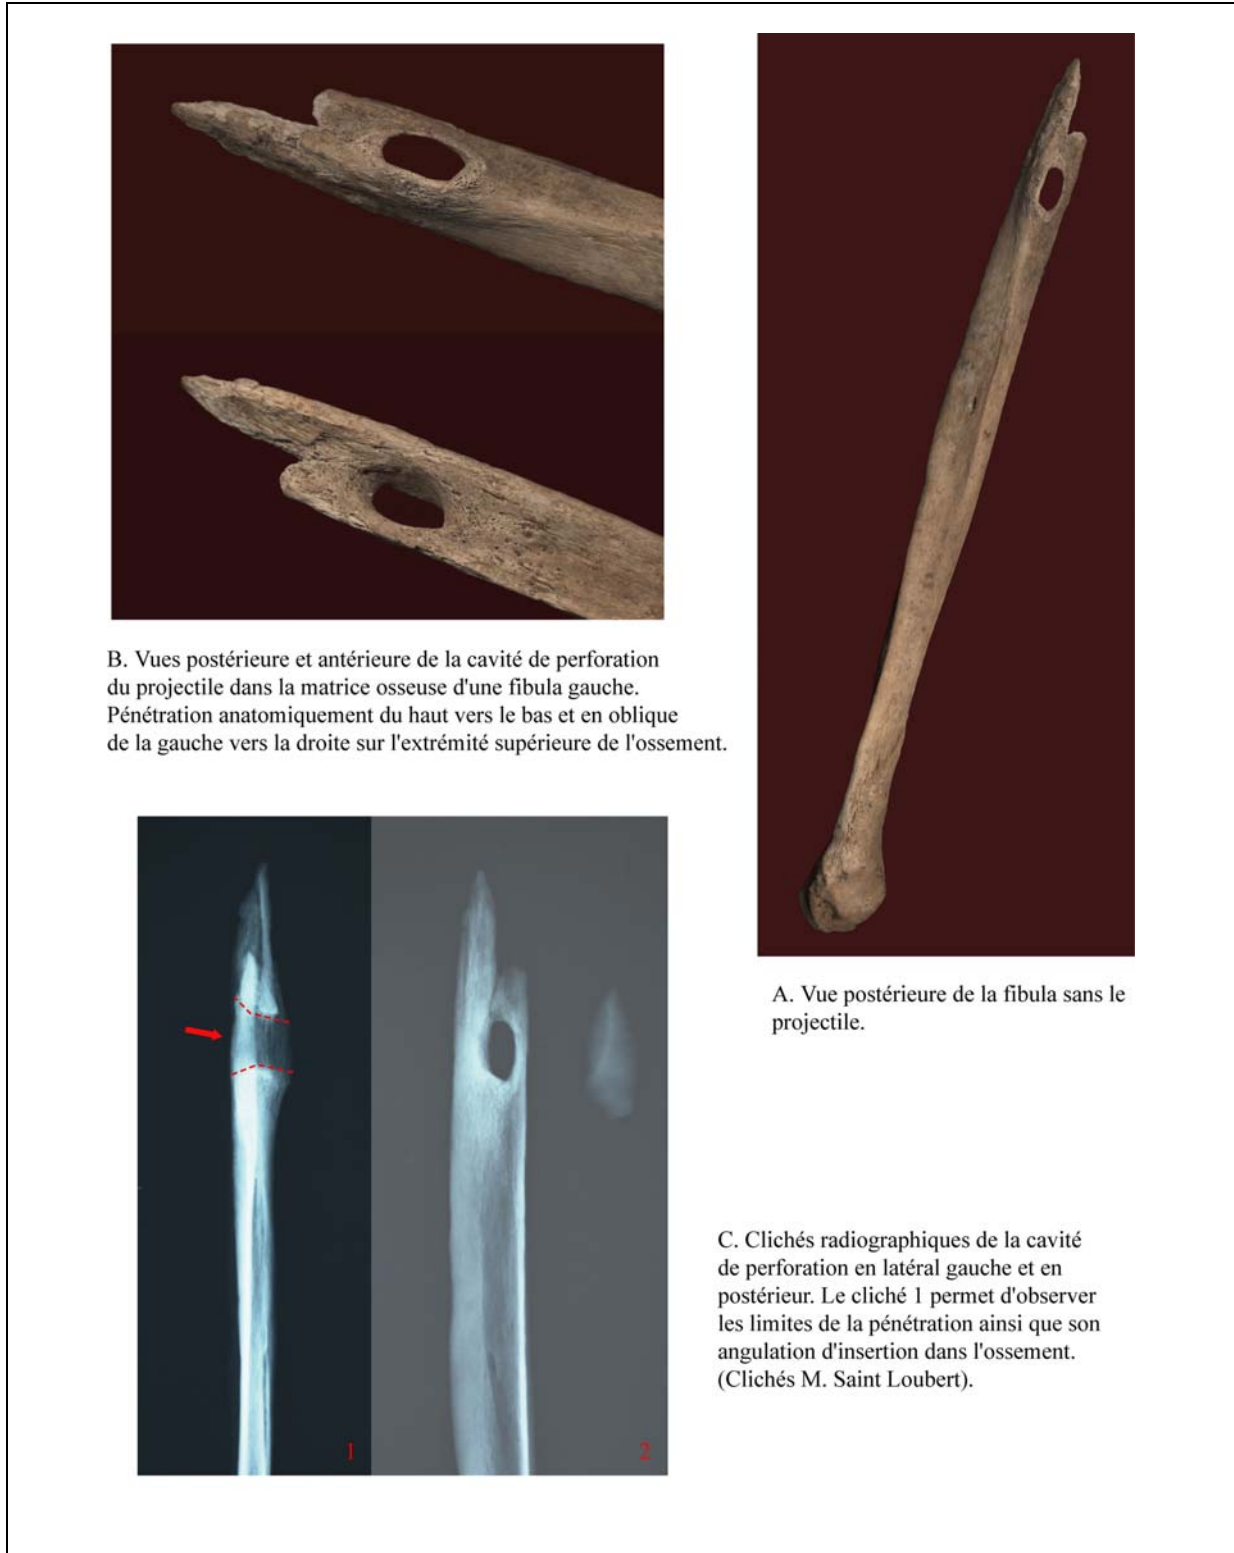 B. Vues postérieure et antérieure de la cavité de perforation
du projectile dans la matrice osseuse d'une fibula gauche.
Pénétration anatomiquement du haut vers le bas et en oblique
de la gauche vers la droite sur l'extrémité supérieure de l'ossement.
A. Vue postérieure de la fibula sans le
projectile.
1
2
C. Clichés radiographiques de la cavité
de perforation en latéral gauche et en
postérieur. Le cliché 1 permet d'observer
les limites de la pénétration ainsi que son
angulation d'insertion dans l'ossement.
(Clichés M. Saint Loubert).